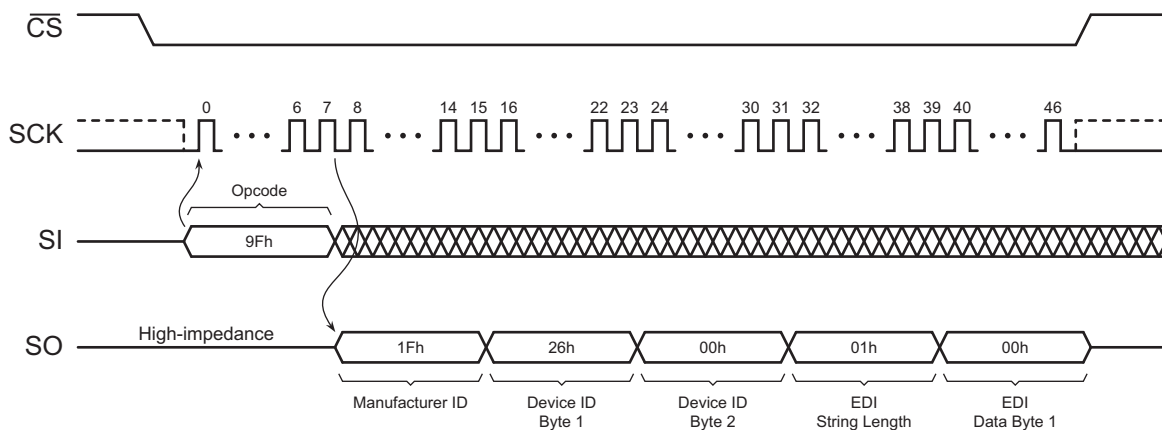 CS
0 6 7 8 14 15 16 22 23 24 30 31 32 38 39 40 46
SCK
Opcode
SI
9Fh
High-impedance
SO
1Fh 26h 00h 01h 00h
Manufacturer ID Device ID Device ID EDI EDI
Byte 1 Byte 2 String Length Data Byte 1